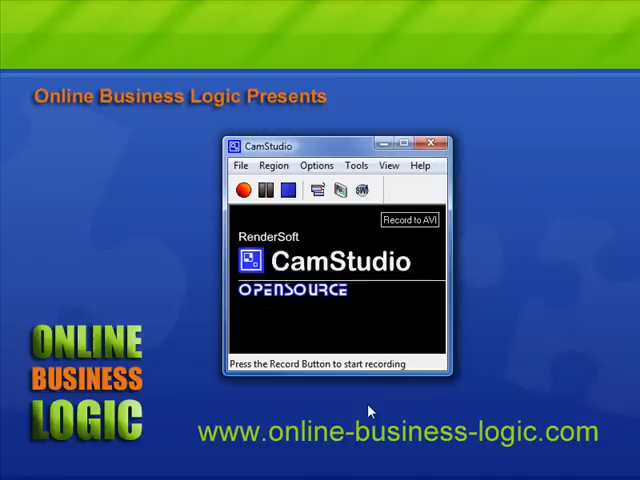 Online Business Logic Presents
CamStudio
File Region Options Tools View Help
SWF
Record to AVI
RenderSoft
CamStudio
OPENSOURCE
Press the Record Button to start recording
ONLINE
BUSINESS
LOGIC
www.online-business-logic.com